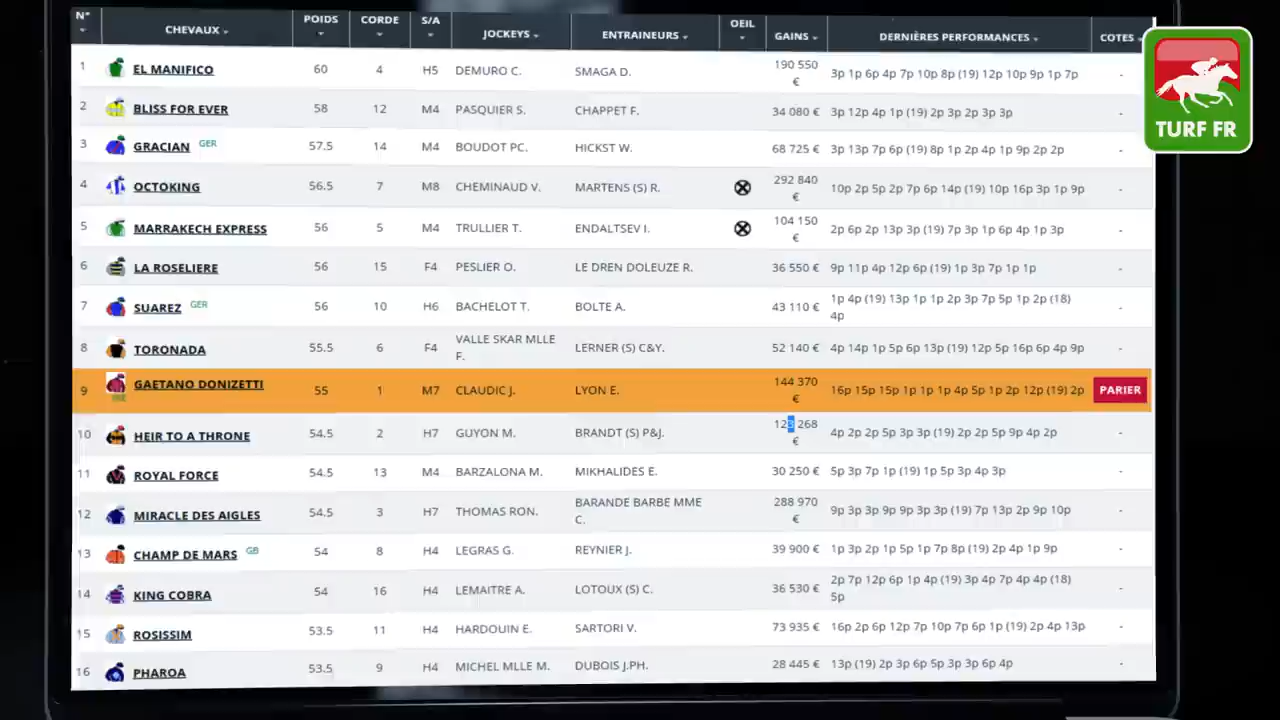 N° CHEVAUX POIDS CORDE S/A JOCKEYS ENTRAINEURS OEIL GAINS DERNIÈRES PERFORMANCES COTES
1 EL MANIFICO 60 4 H5 DEMURO C. SMAGA D. 190 550 € 3p 1p 6p 4p 7p 10p 8p (19) 12p 10p 9p 1p 7p -
2 BLISS FOR EVER 58 12 M4 PASQUIER S. CHAPPET F. 34 080 € 3p 12p 4p 1p (19) 2p 3p 2p 3p 3p -
3 GRACIAN GER 57.5 14 M4 BOUDOT PC. HICKST W. 68 725 € 3p 13p 7p 6p (19) 8p 1p 2p 4p 1p 9p 2p 2p -
4 OCTOKING 56.5 7 M8 CHEMINAUD V. MARTENS (S) R. 292 840 € 10p 2p 5p 2p 7p 6p 14p (19) 10p 16p 3p 1p 9p -
5 MARRAKECH EXPRESS 56 5 M4 TRULLIER T. ENDALTSEV I. 104 150 € 2p 6p 2p 13p 3p (19) 7p 3p 1p 6p 4p 1p 3p -
6 LA ROSELIERE 56 15 F4 PESLIER O. LE DREN DOLEUZE R. 36 550 € 9p 11p 4p 12p 6p (19) 1p 3p 7p 1p 1p -
7 SUAREZ GER 56 10 H6 BACHELOT T. BOLTE A. 43 110 € 1p 4p (19) 13p 1p 1p 2p 3p 7p 5p 1p 2p (18) 4p -
8 TORONADA 55.5 6 F4 VALLE SKAR MLLE F. LERNER (S) C&Y. 52 140 € 4p 14p 1p 5p 6p 13p (19) 12p 5p 16p 6p 4p 9p -
9 GAETANO DONIZETTI 55 1 M7 CLAUDIC J. LYON E. 144 370 € 16p 15p 15p 1p 1p 1p 4p 5p 1p 2p 12p (19) 2p PARIER
10 HEIR TO A THRONE 54.5 2 H7 GUYON M. BRANDT (S) P&J. 123 268 € 4p 2p 2p 5p 3p 3p (19) 2p 2p 5p 9p 4p 2p -
11 ROYAL FORCE 54.5 13 M4 BARZALONA M. MIKHALIDES E. 30 250 € 5p 3p 7p 1p (19) 1p 5p 3p 4p 3p -
12 MIRACLE DES AIGLES 54.5 3 H7 THOMAS RON. BARANDE BARBE MME C. 288 970 € 9p 3p 3p 9p 9p 3p 3p (19) 7p 13p 2p 9p 10p -
13 CHAMP DE MARS GB 54 8 H4 LEGRAS G. REYNIER J. 39 900 € 1p 3p 2p 1p 5p 1p 7p 8p (19) 2p 4p 1p 9p -
14 KING COBRA 54 16 H4 LEMAITRE A. LOTOUX (S) C. 36 530 € 2p 7p 12p 6p 1p 4p (19) 3p 4p 7p 4p 4p (18) 5p -
15 ROSISSIM 53.5 11 H4 HARDOUIN E. SARTORI V. 73 935 € 16p 2p 6p 12p 7p 10p 7p 6p 1p (19) 2p 4p 13p -
16 PHAROA 53.5 9 H4 MICHEL MLLE M. DUBOIS J.PH. 28 445 € 13p (19) 2p 3p 6p 5p 3p 3p 6p 4p -
TURF FR